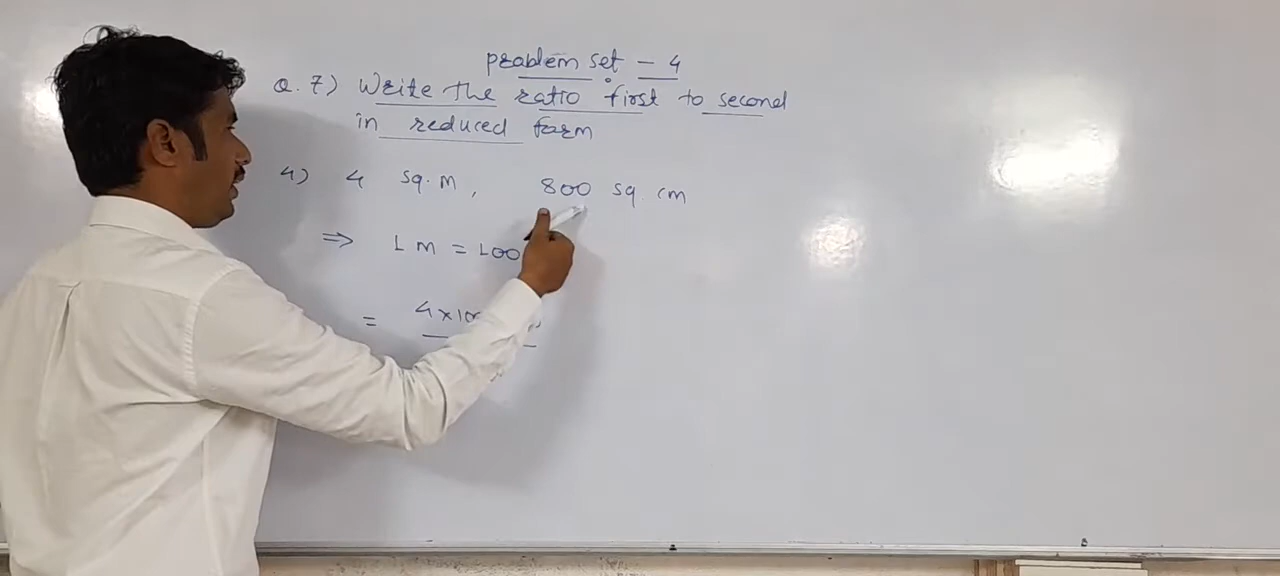 problem set - 4
Q. 7) Write the ratio first to second
in reduced form
4) 4 sq. m, 800 sq cm
⇒ 1 m = 100
= 4×10